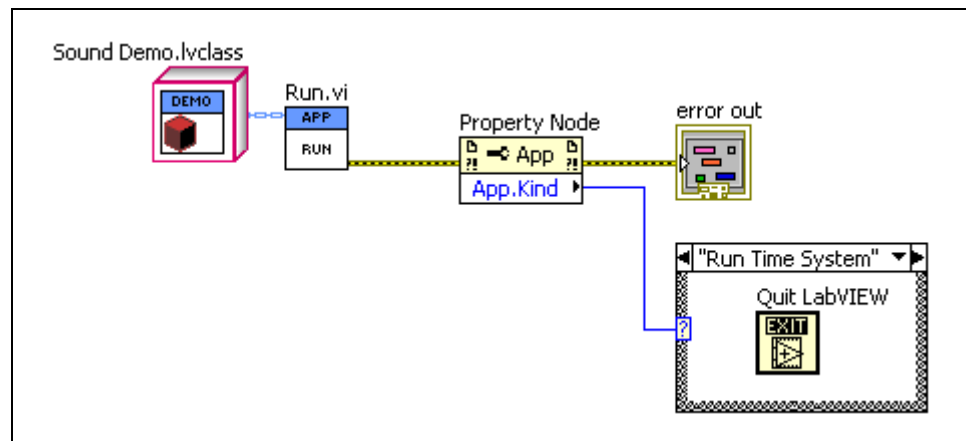 Sound Demo.lvclass
DEMO
Run.vi
APP
RUN
Property Node
?! App ?!
App.Kind
error out
"Run Time System"
?
Quit LabVIEW
EXIT